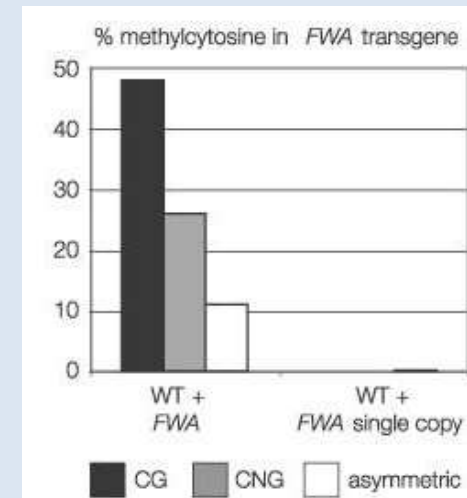 % methylcytosine in FWA transgene
50
40
30
20
10
0
WT + WT +
FWA FWA single copy
CG CNG asymmetric